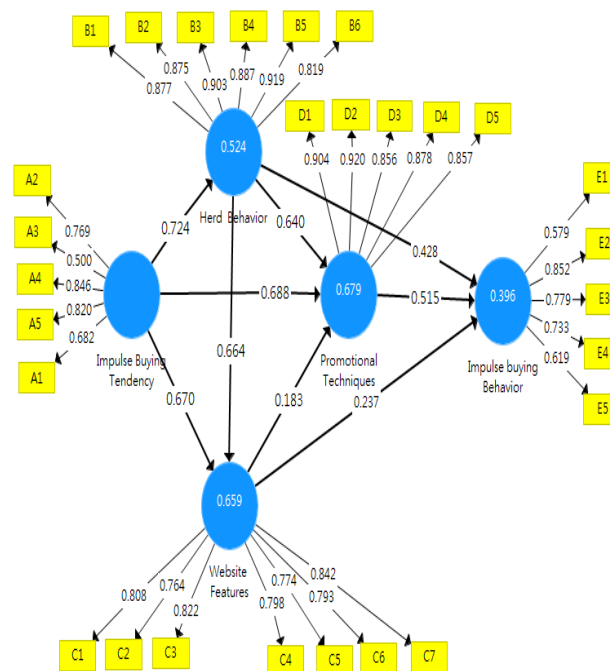 B1
B2
B3
B4
B5
B6
0.877
0.875
0.903
0.887
0.919
0.819
0.524
Herd Behavior
D1
D2
D3
D4
D5
0.904
0.920
0.856
0.878
0.857
A2
A3
A4
A5
A1
0.769
0.500
0.846
0.820
0.682
Impulse Buying
Tendency
0.724
0.640
0.428
0.688
0.679
Promotional
Techniques
0.515
0.396
Impulse buying
Behavior
E1
E2
E3
E4
E5
0.579
0.852
0.779
0.733
0.619
0.664
0.670
0.183
0.237
0.659
Website
Features
0.808
0.764
0.822
0.798
0.774
0.793
0.842
C1
C2
C3
C4
C5
C6
C7